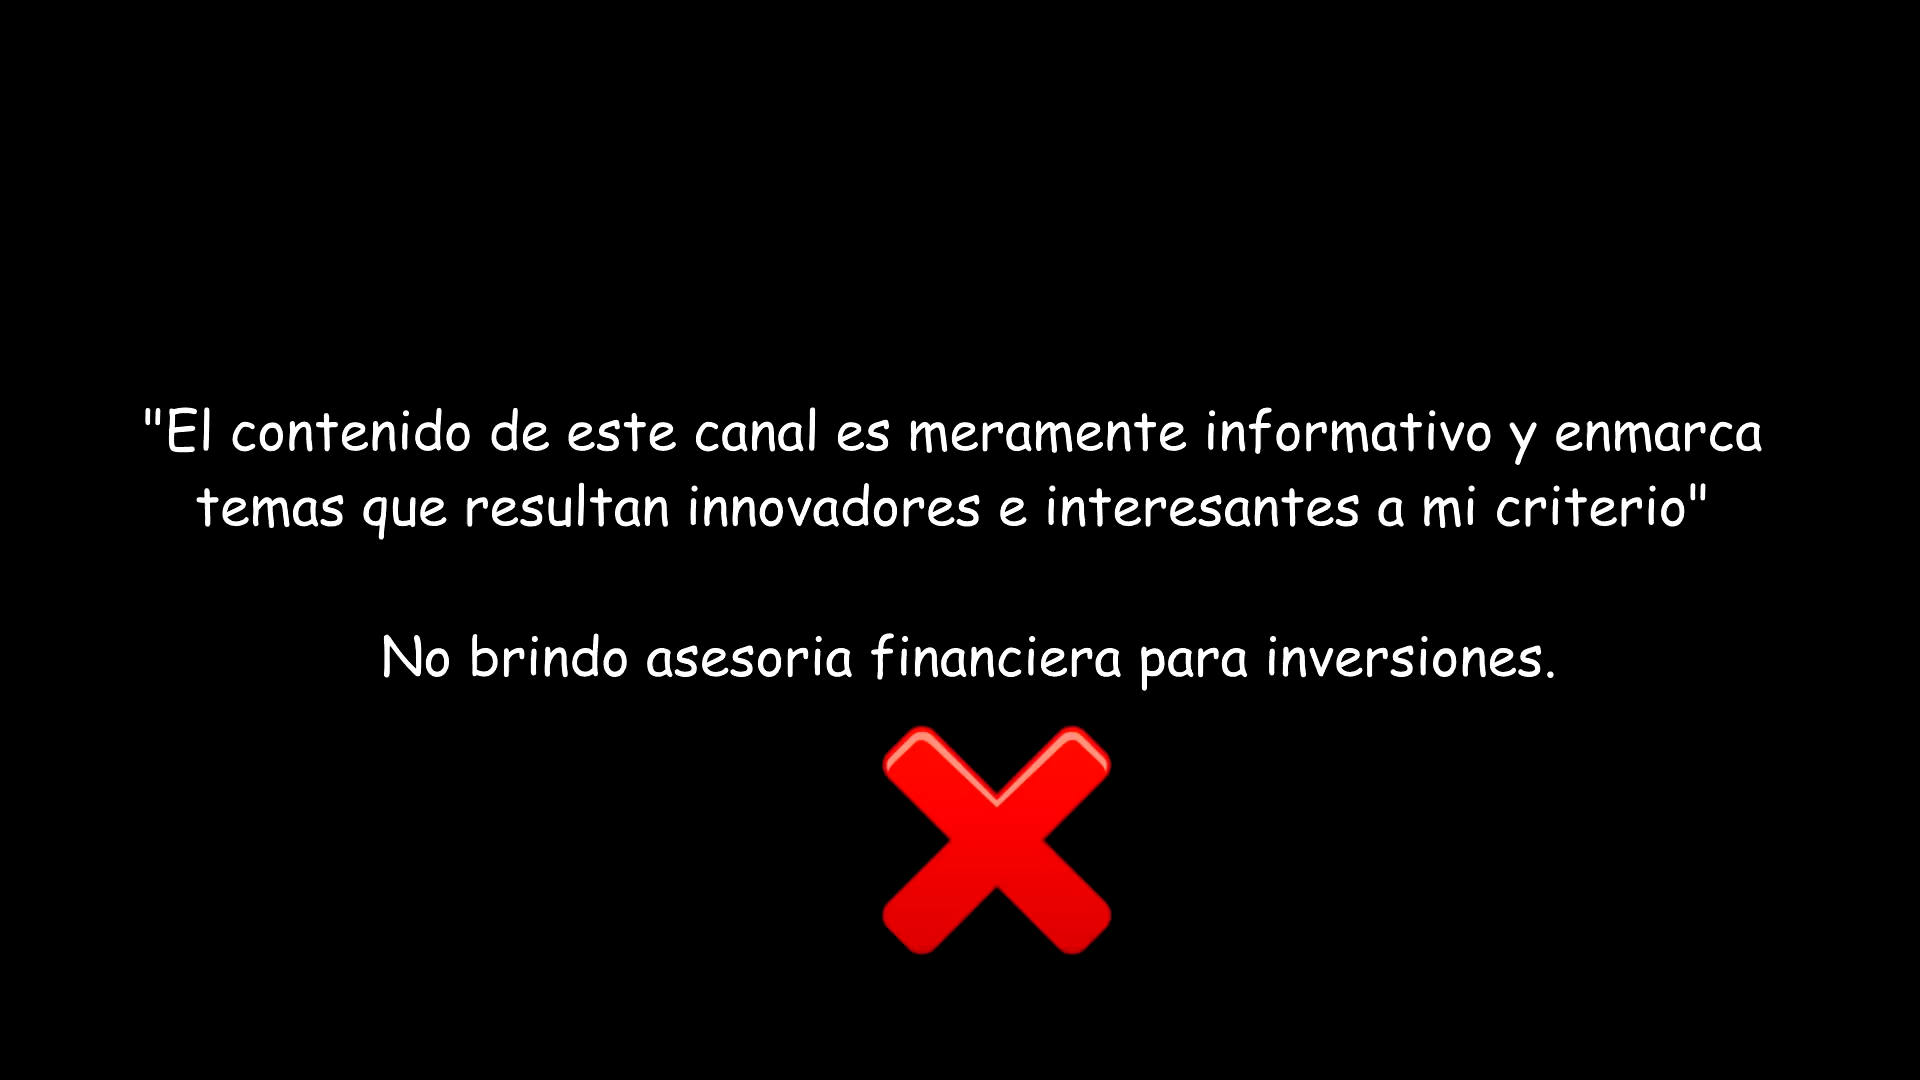 "El contenido de este canal es meramente informativo y enmarca
temas que resultan innovadores e interesantes a mi criterio"
No brindo asesoria financiera para inversiones.